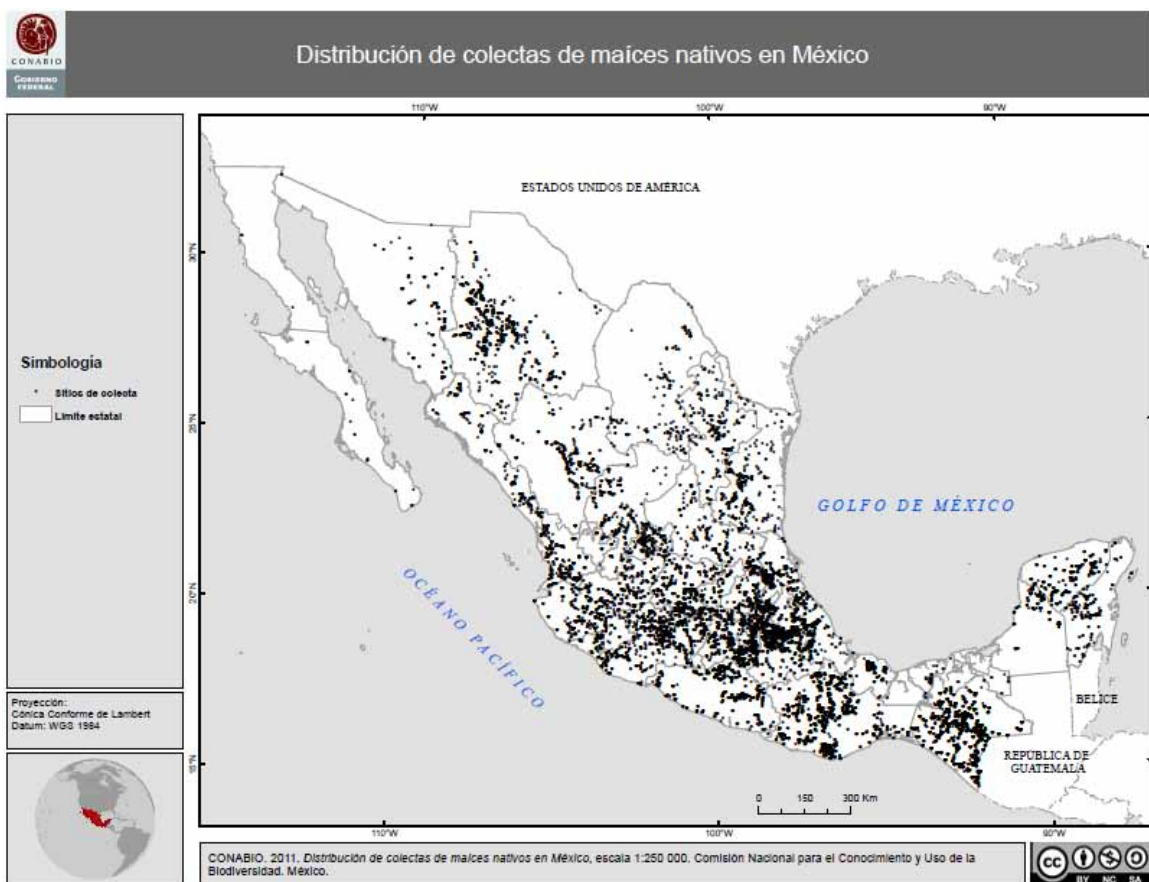 CONABIO
GOBIERNO
FEDERAL
Distribución de colectas de maíces nativos en México
110°W
100°W
90°W
ESTADOS UNIDOS DE AMÉRICA
30°N
25°N
20°N
15°N
GOLFO DE MÉXICO
OCÉANO PACÍFICO
BELICE
REPÚBLICA DE
GUATEMALA
0 150 300 Km
110°W
100°W
90°W
Simbología
Sitios de colecta
Límite estatal
Proyección:
Cónica Conforme de Lambert
Datum: WGS 1984
CONABIO. 2011. Distribución de colectas de maíces nativos en México, escala 1:250 000. Comisión Nacional para el Conocimiento y Uso de la
Biodiversidad. México.
cc
BY NC SA